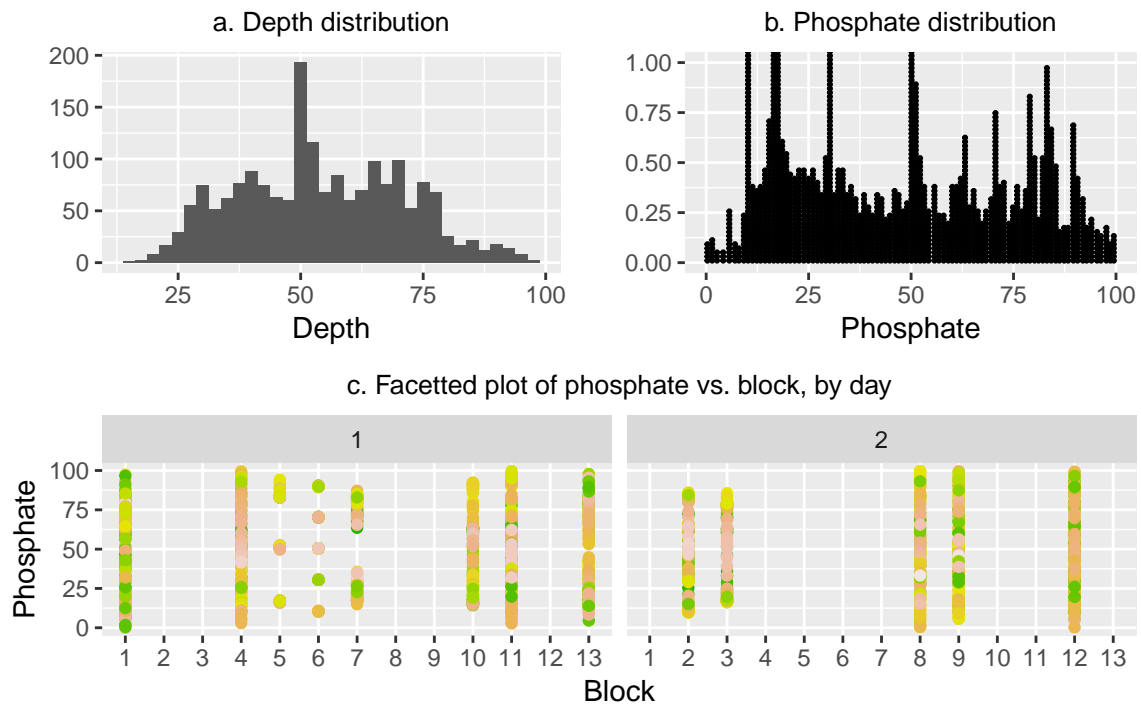 a. Depth distribution
200
150
100
50
0
25 50 75 100
Depth
b. Phosphate distribution
1.00
0.75
0.50
0.25
0.00
0 25 50 75 100
Phosphate
c. Facetted plot of phosphate vs. block, by day
1 2
Phosphate
100
75
50
25
0
1 2 3 4 5 6 7 8 9 10 11 12 13 1 2 3 4 5 6 7 8 9 10 11 12 13
Block